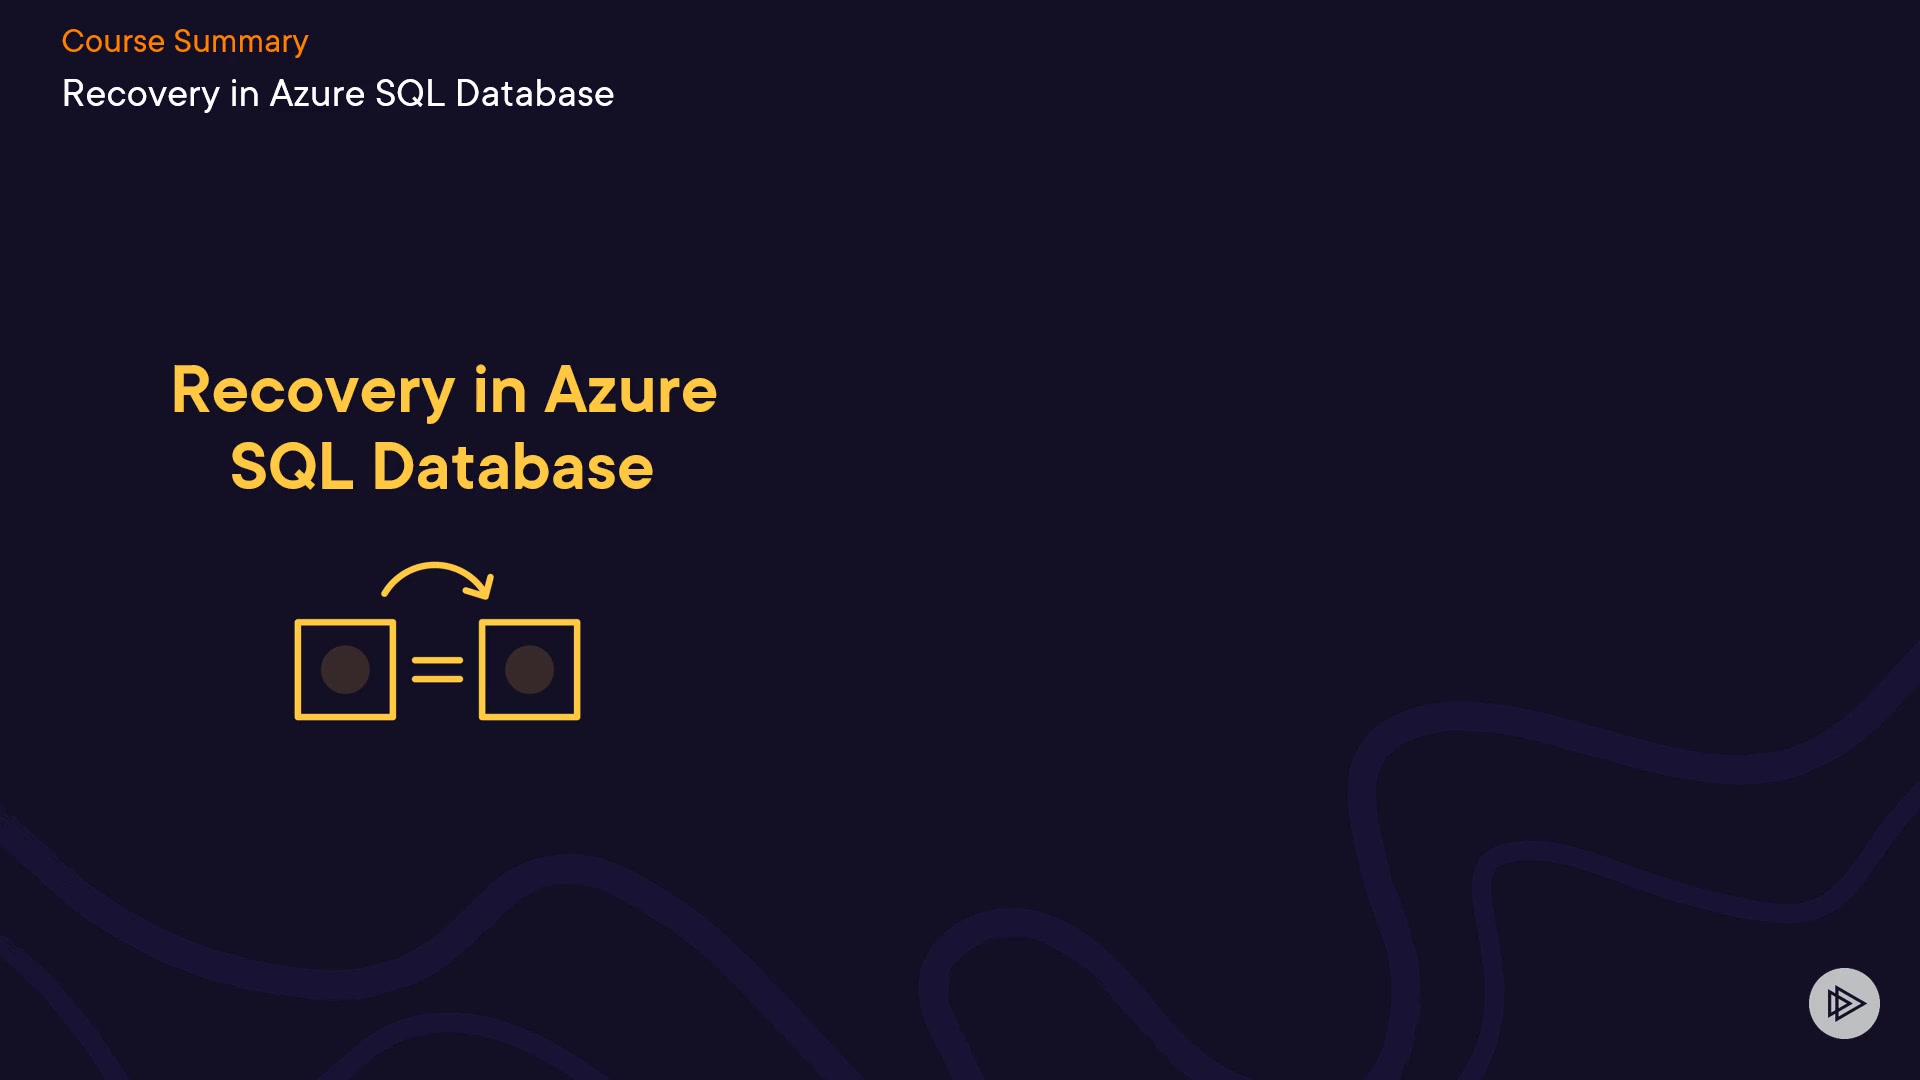 Course Summary
Recovery in Azure SQL Database
Recovery in Azure
SQL Database